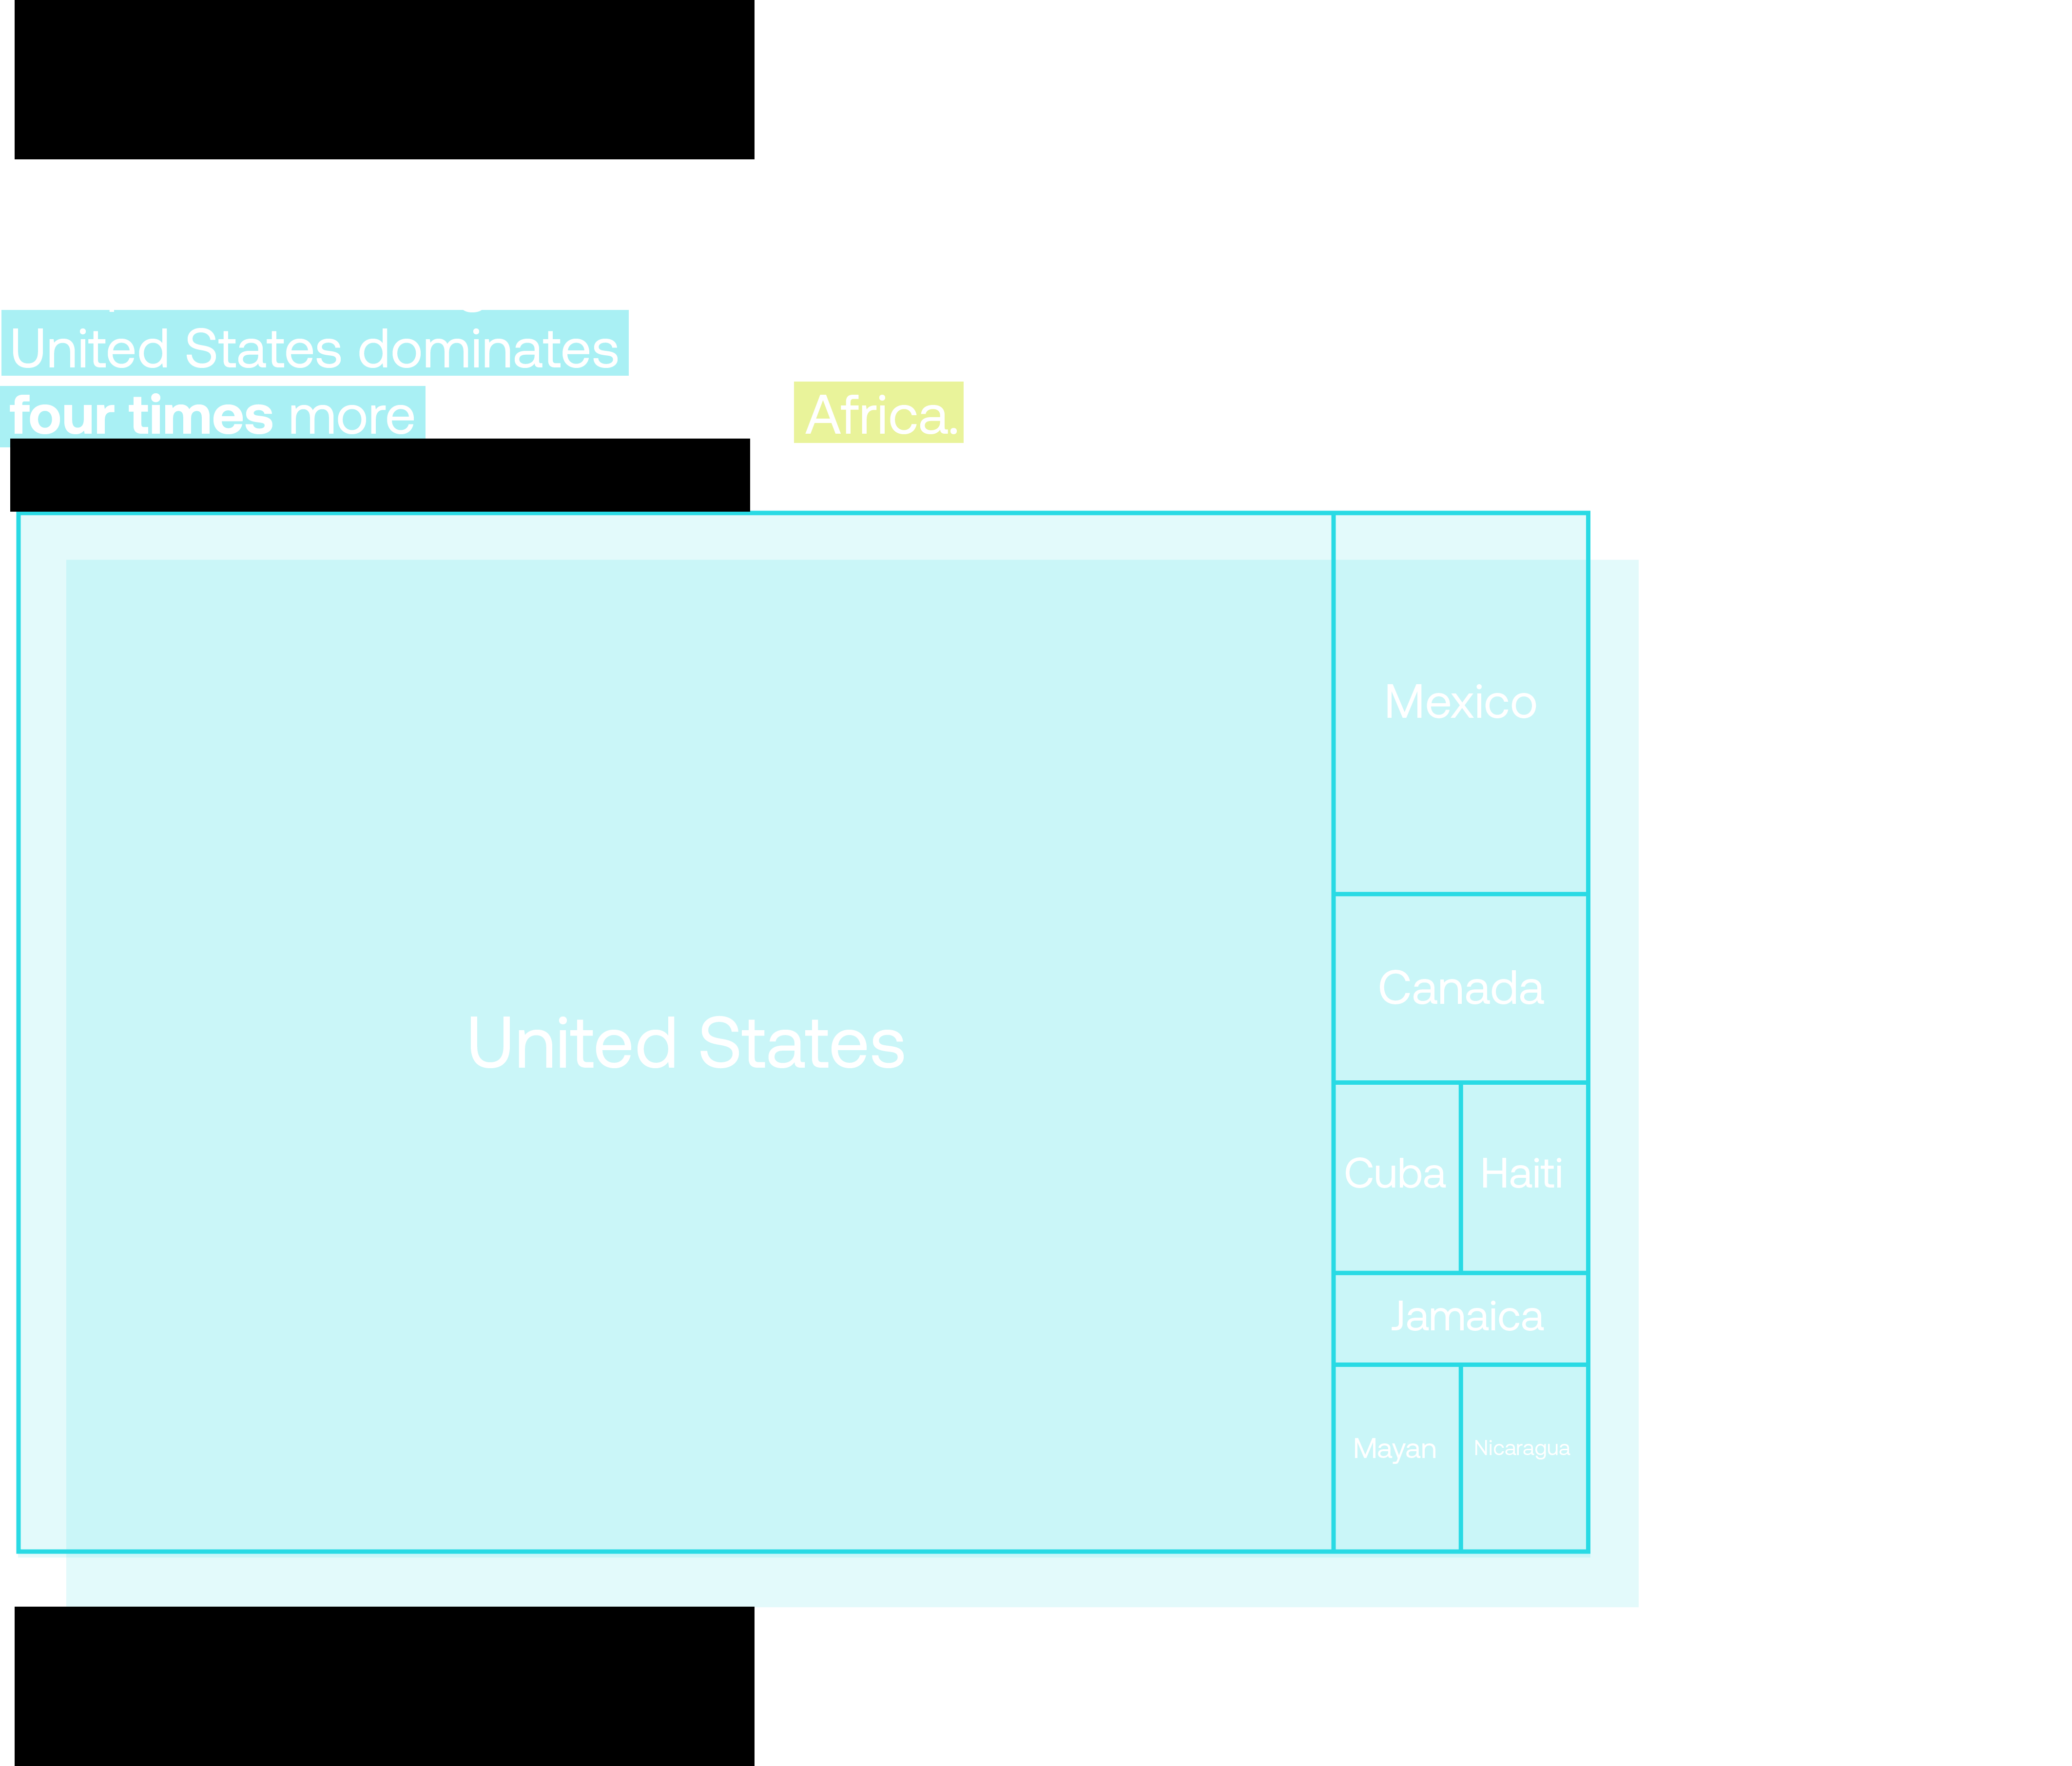 United States dominates
four times more
Africa.
Mexico
Canada
United States
Cuba
Haiti
Jamaica
Mayan
Nicaragua